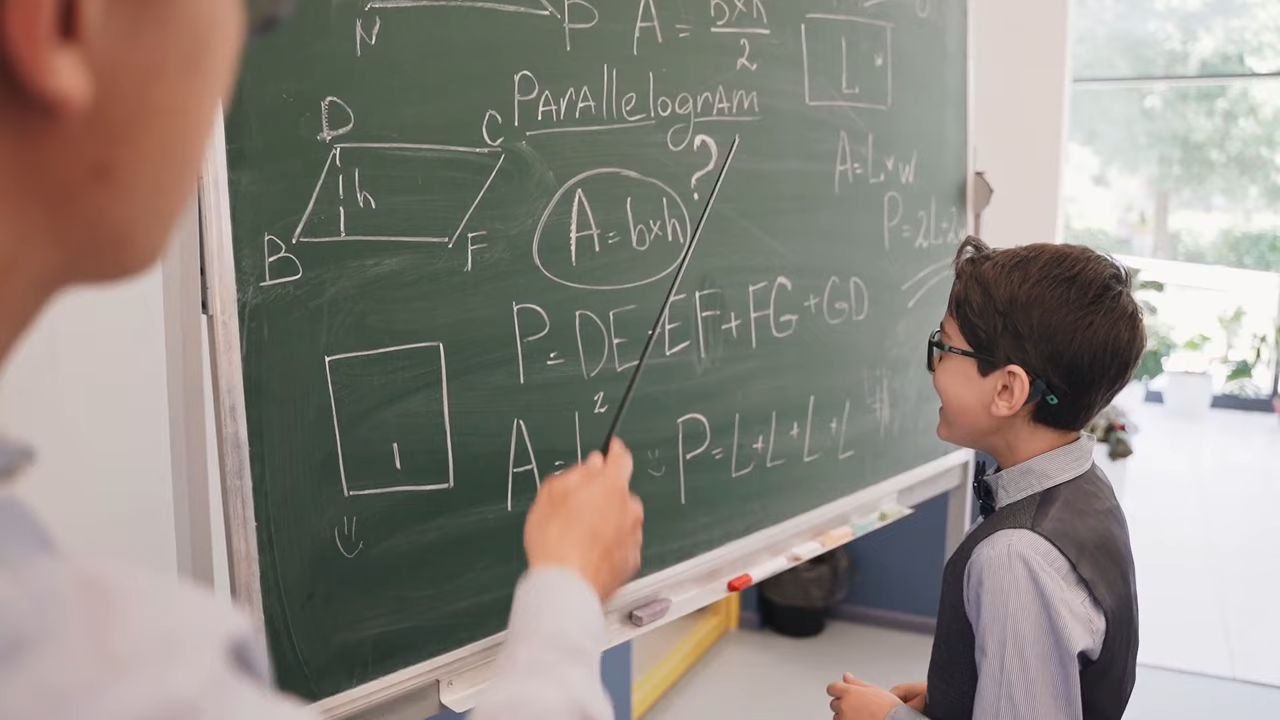 N
P
A = b×h
2
L w
Parallelogram
D
C
?
h
A=b×h
B
F
A=L×w
P=2L+2
P=DE EF+FG+GD
l
A=l²
P=L+L+L+L